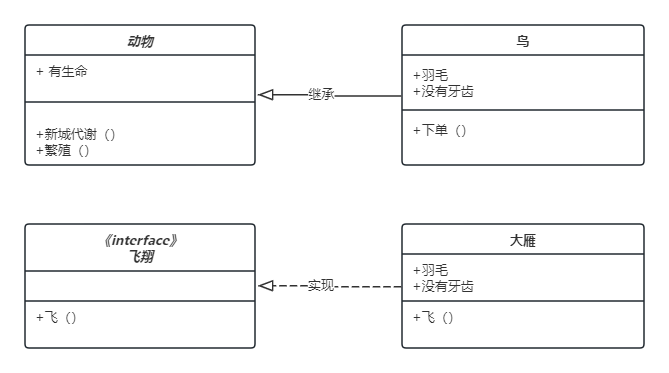 动物
+ 有生命
+新城代谢（）
+繁殖（）
继承
鸟
+羽毛
+没有牙齿
+下单（）
《interface》
飞翔
+飞（）
实现
大雁
+羽毛
+没有牙齿
+飞（）